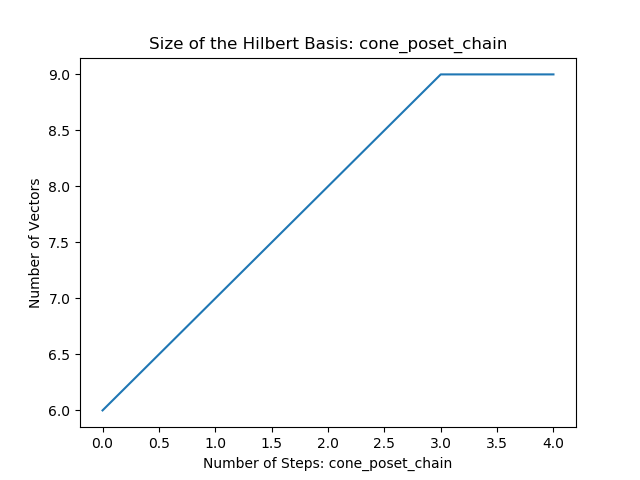 Size of the Hilbert Basis: cone_poset_chain
Number of Vectors
9.0
8.5
8.0
7.5
7.0
6.5
6.0
0.0 0.5 1.0 1.5 2.0 2.5 3.0 3.5 4.0
Number of Steps: cone_poset_chain